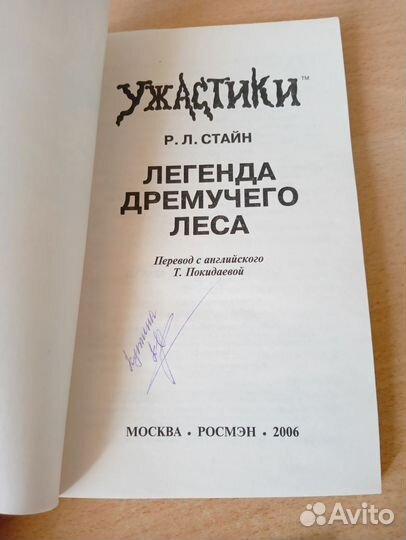 УЖАСТИКИ™
Р. Л. СТАЙН
ЛЕГЕНДА
ДРЕМУЧЕГО
ЛЕСА
Перевод с английского
Т. Покидаевой
МОСКВА • РОСМЭН • 2006
Avito